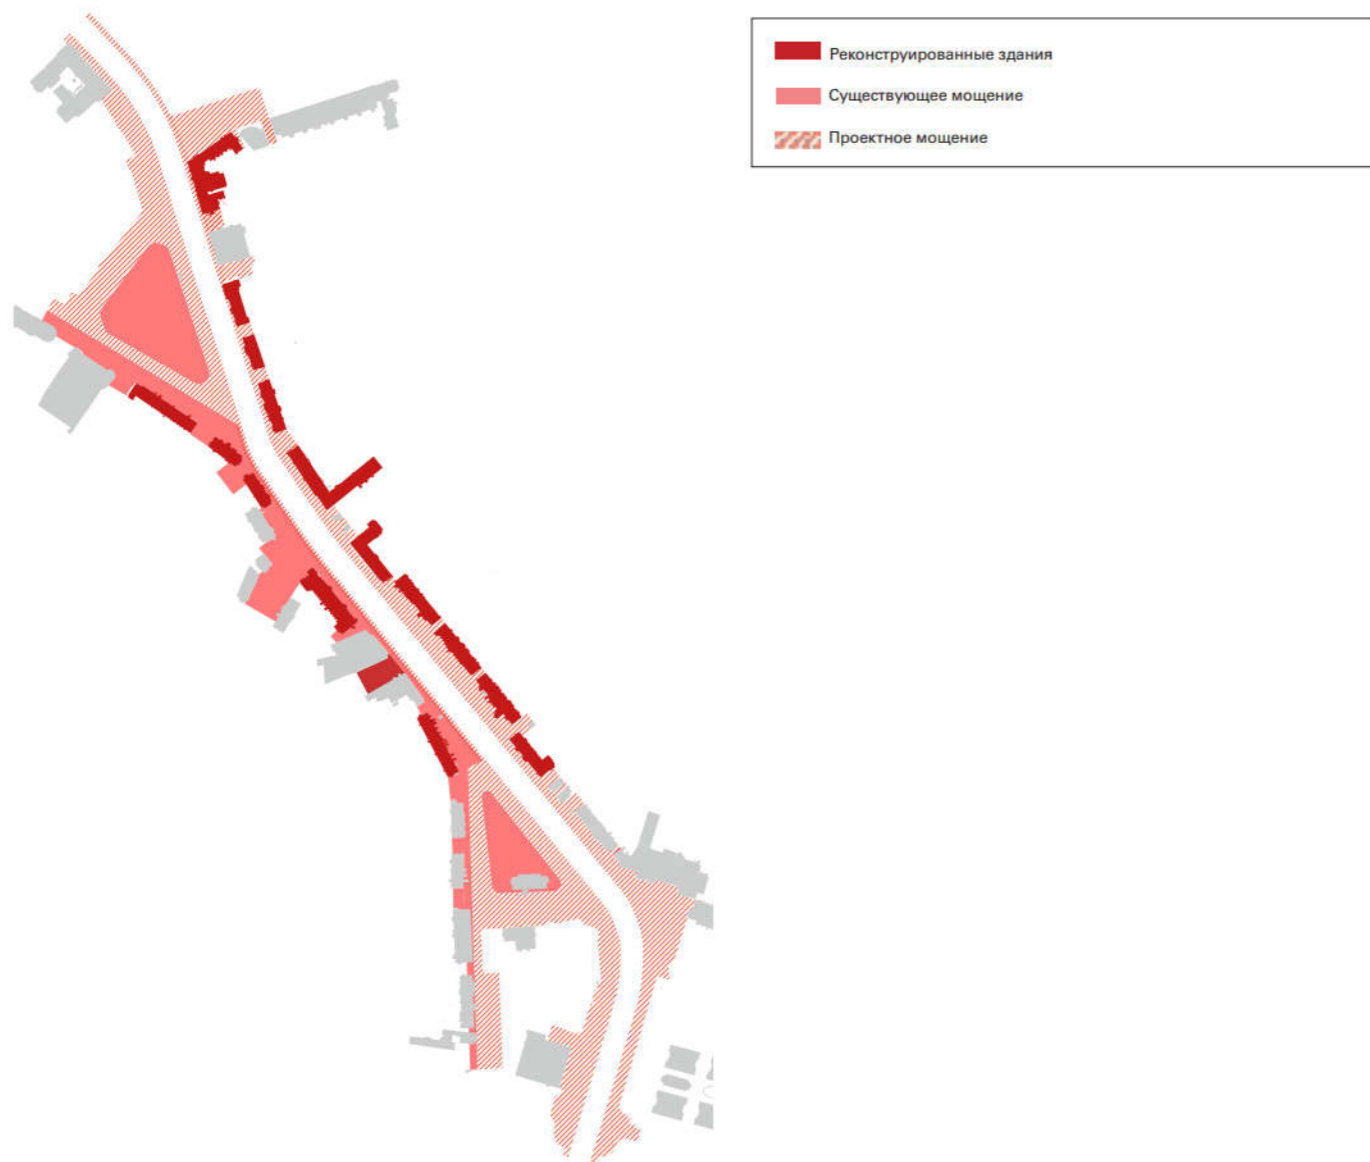 Реконструированные здания
Существующее мощение
Проектное мощение